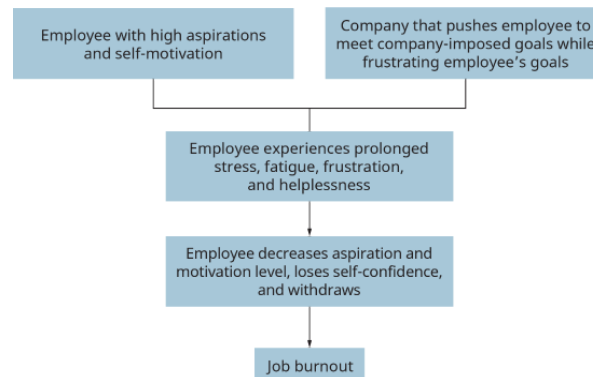 Employee with high aspirations
and self-motivation
Company that pushes employee to
meet company-imposed goals while
frustrating employee’s goals
Employee experiences prolonged
stress, fatigue, frustration,
and helplessness
Employee decreases aspiration and
motivation level, loses self-confidence,
and withdraws
Job burnout